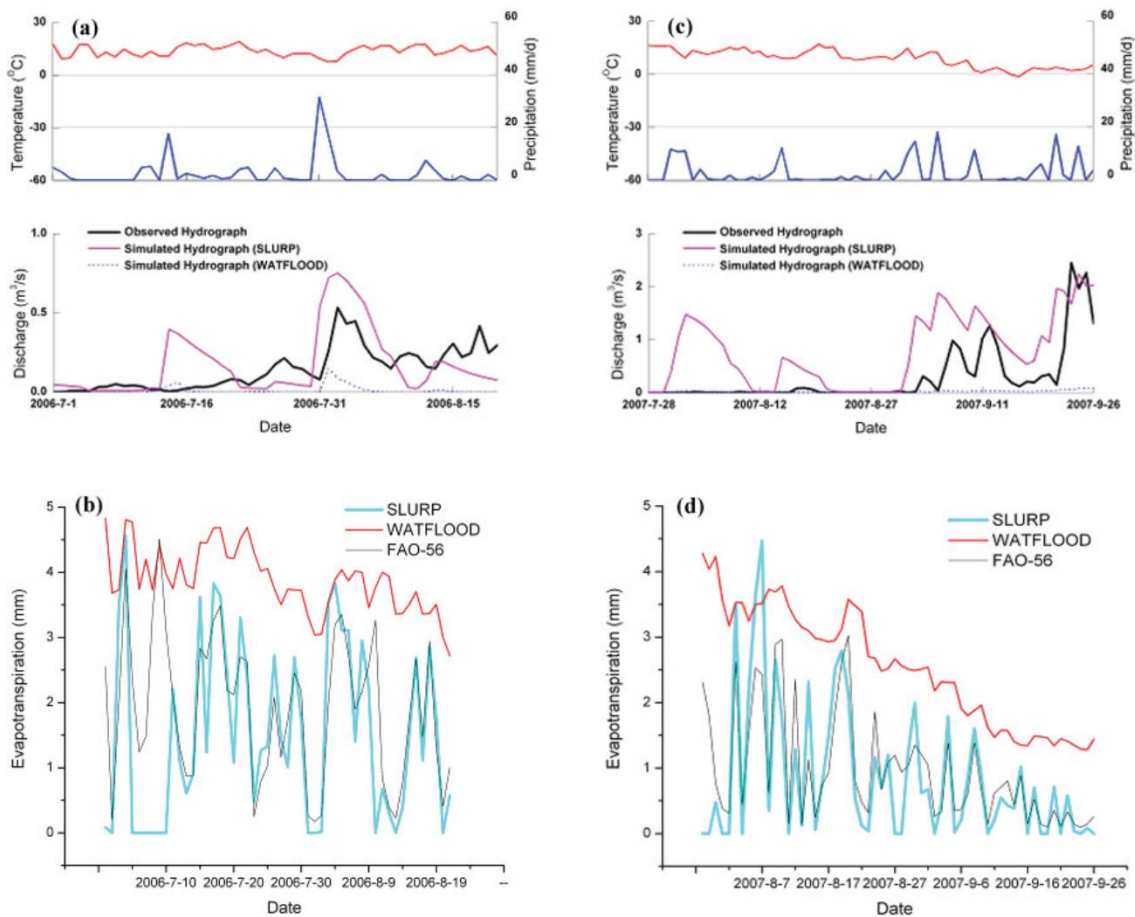 (a)
30
0
-30
-60
Temperature (°C)
60
40
20
0
Precipitation (mm/d)
Observed Hydrograph
Simulated Hydrograph (SLURP)
Simulated Hydrograph (WATFLOOD)
1.0
0.5
0.0
Discharge (m³/s)
2006-7-1 2006-7-16 2006-7-31 2006-8-15
Date
(c)
30
0
-30
-60
Temperature (°C)
60
40
20
0
Precipitation (mm/d)
Observed Hydrograph
Simulated Hydrograph (SLURP)
Simulated Hydrograph (WATFLOOD)
3
2
1
0
Discharge (m³/s)
2007-7-28 2007-8-12 2007-8-27 2007-9-11 2007-9-26
Date
(b)
SLURP
WATFLOOD
FAO-56
5
4
3
2
1
0
Evapotranspiration (mm)
2006-7-10 2006-7-20 2006-7-30 2006-8-9 2006-8-19 --
Date
(d)
SLURP
WATFLOOD
FAO-56
5
4
3
2
1
0
Evapotranspiration (mm)
2007-8-7 2007-8-17 2007-8-27 2007-9-6 2007-9-16 2007-9-26
Date